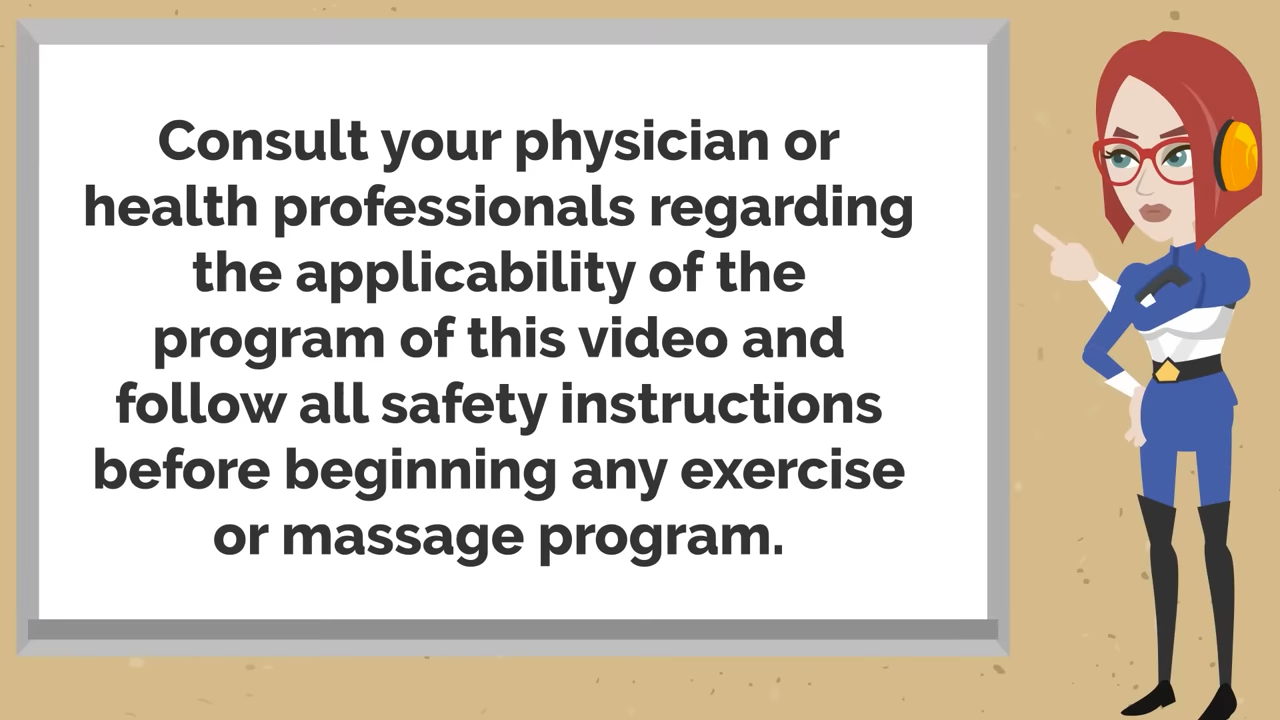 Consult your physician or
health professionals regarding
the applicability of the
program of this video and
follow all safety instructions
before beginning any exercise
or massage program.